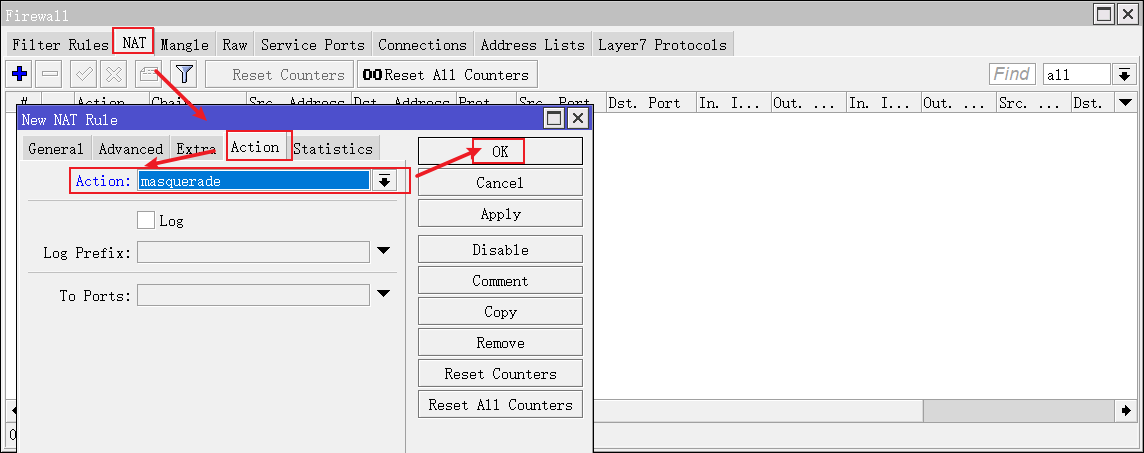 Firewall
Filter Rules NAT Mangle Raw Service Ports Connections Address Lists Layer7 Protocols
Reset Counters 00 Reset All Counters Find all
# Action Chain Src. Address Dst. Address Prot... Src. Port Dst. Port In. I... Out. ... In. I... Out. ... Src. ... Dst.
New NAT Rule
General Advanced Extra Action Statistics
OK
Action: masquerade
Cancel
Log
Apply
Log Prefix:
Disable
Comment
To Ports:
Copy
Remove
Reset Counters
Reset All Counters